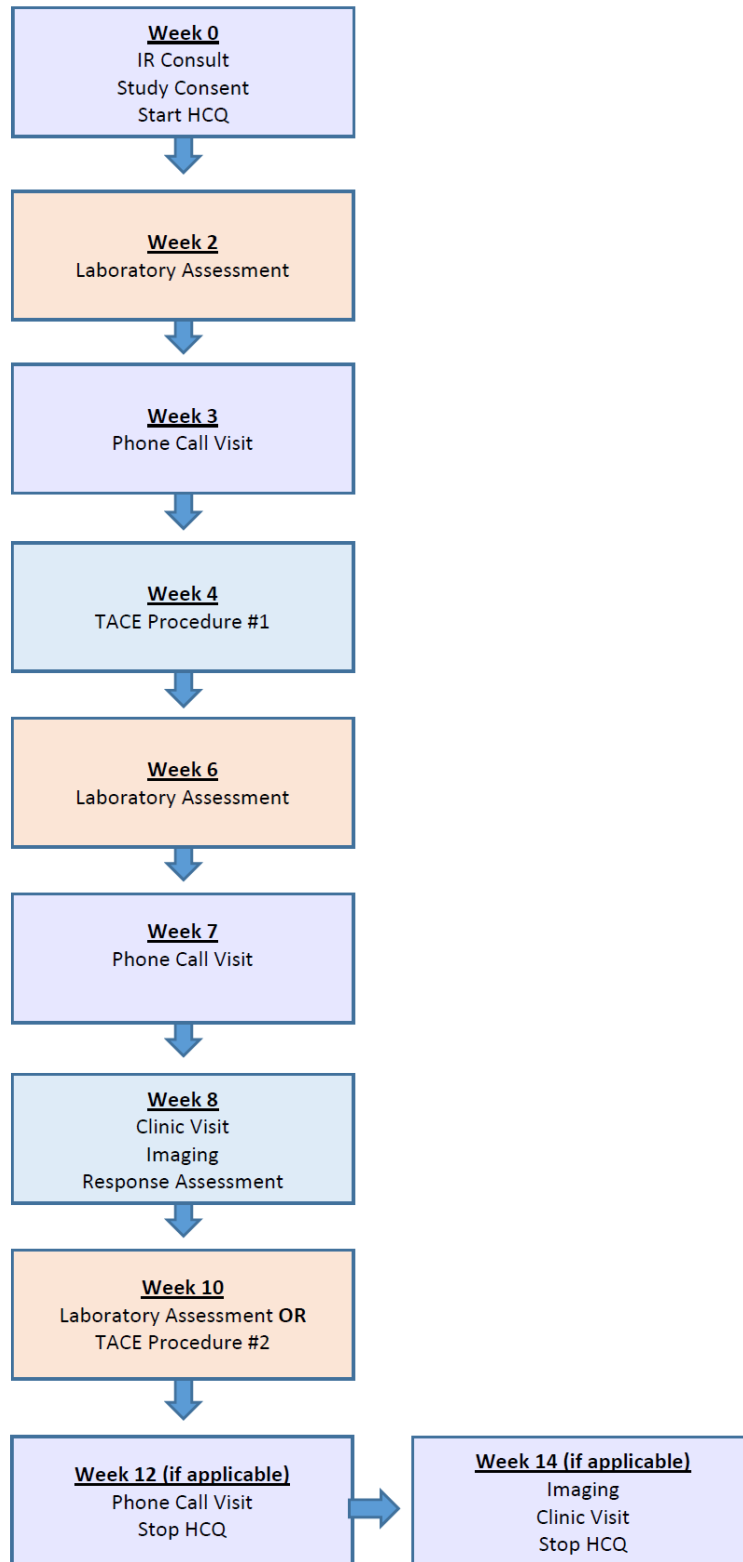 Week 0
IR Consult
Study Consent
Start HCQ
Week 2
Laboratory Assessment
Week 3
Phone Call Visit
Week 4
TACE Procedure #1
Week 6
Laboratory Assessment
Week 7
Phone Call Visit
Week 8
Clinic Visit
Imaging
Response Assessment
Week 10
Laboratory Assessment OR
TACE Procedure #2
Week 12 (if applicable)
Phone Call Visit
Stop HCQ
Week 14 (if applicable)
Imaging
Clinic Visit
Stop HCQ